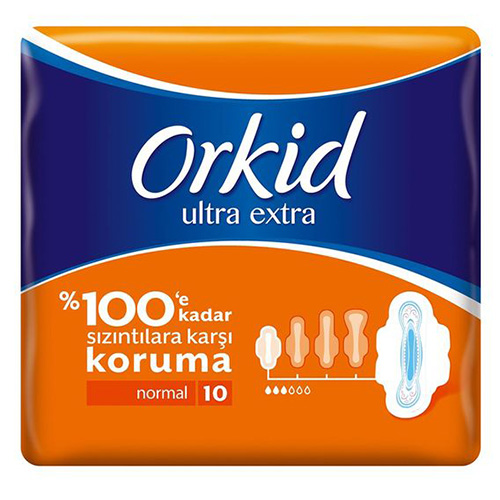 Orkid
ultra extra
%100'e kadar
sızıntılara karşı
koruma
normal 10